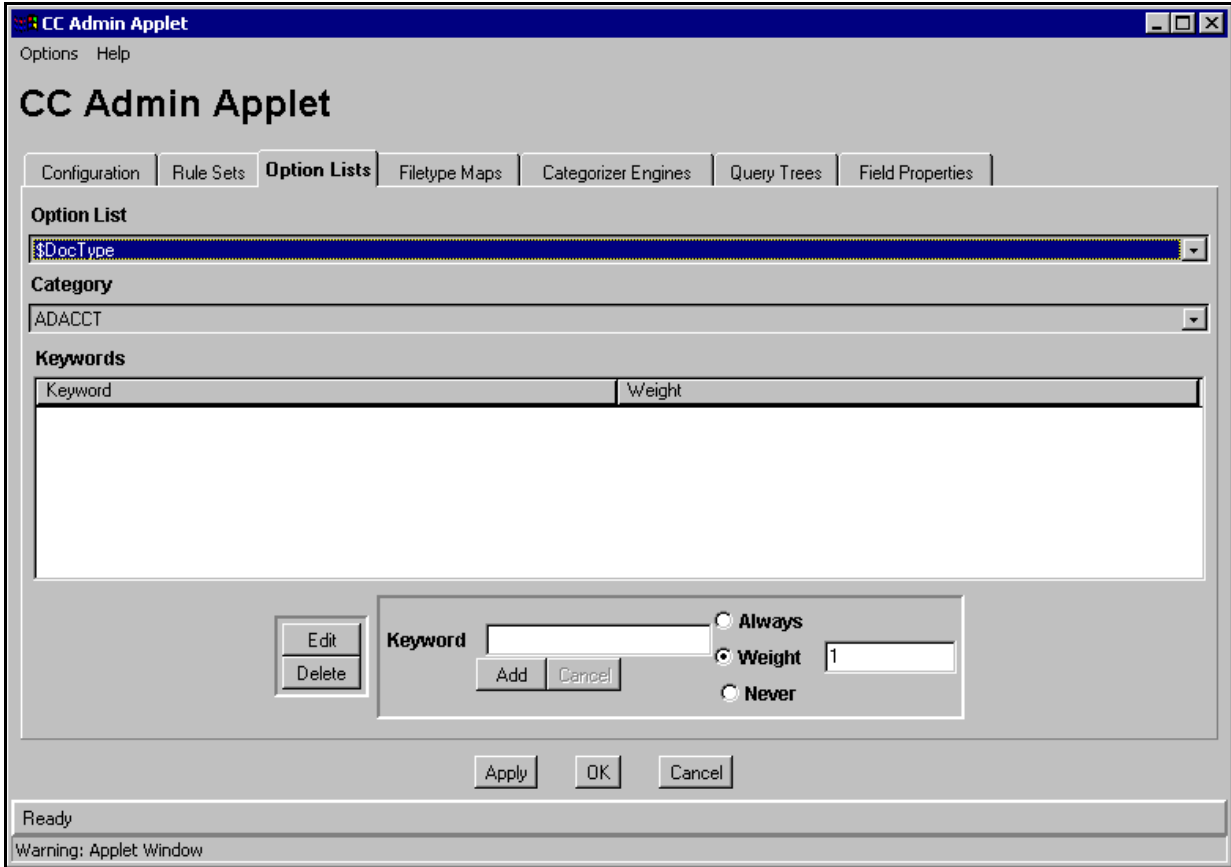 CC Admin Applet
Options Help
CC Admin Applet
Configuration Rule Sets Option Lists Filetype Maps Categorizer Engines Query Trees Field Properties
Option List
$DocType
Category
ADACCT
Keywords
Keyword Weight
Always
Edit Keyword Weight 1
Delete Add Cancel
Never
Apply OK Cancel
Ready
Warning: Applet Window